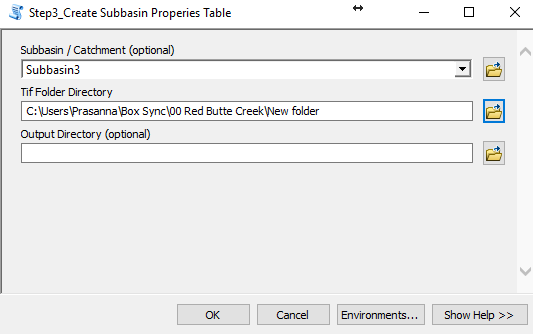 Step3_Create Subbasin Properies Table
Subbasin / Catchment (optional)
Subbasin3
Tif Folder Directory
C:\Users\Prasanna\Box Sync\00 Red Butte Creek\New folder
Output Directory (optional)
OK
Cancel
Environments...
Show Help >>